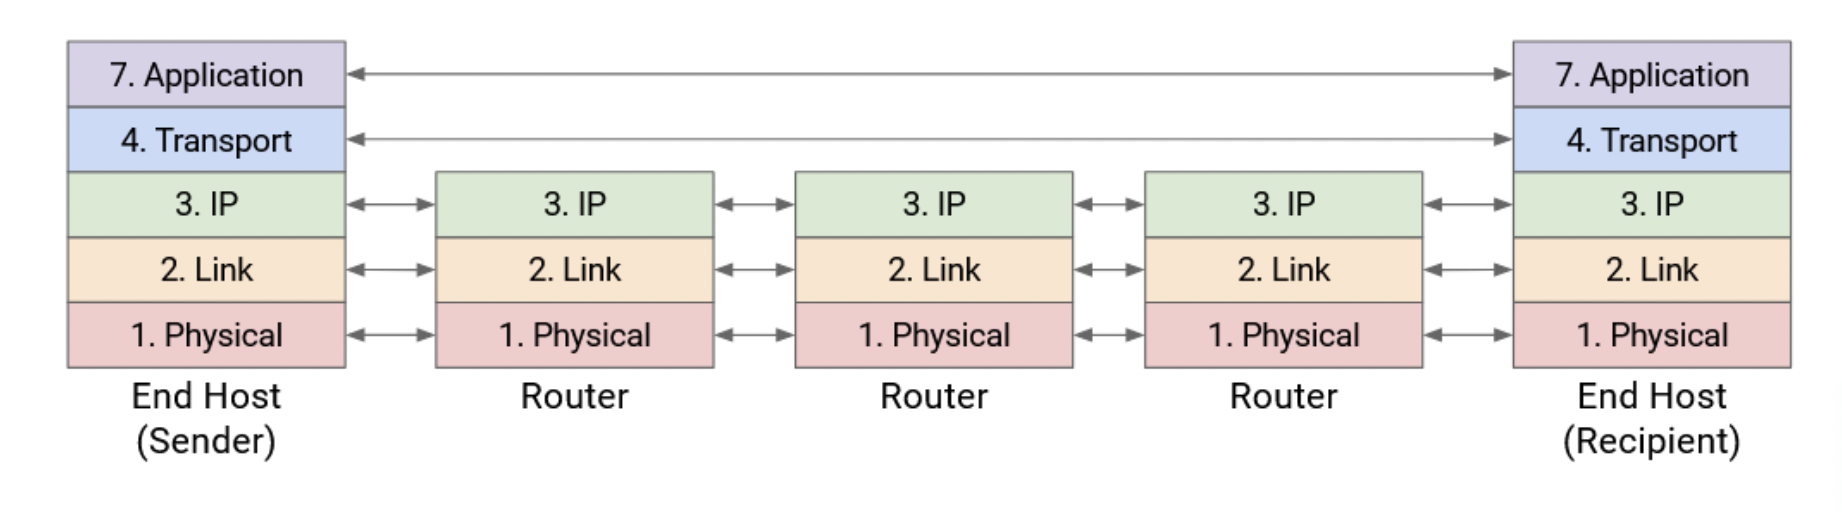 7. Application
7. Application
4. Transport
4. Transport
3. IP
3. IP
3. IP
3. IP
3. IP
2. Link
2. Link
2. Link
2. Link
2. Link
1. Physical
1. Physical
1. Physical
1. Physical
1. Physical
End Host
(Sender)
Router
Router
Router
End Host
(Recipient)